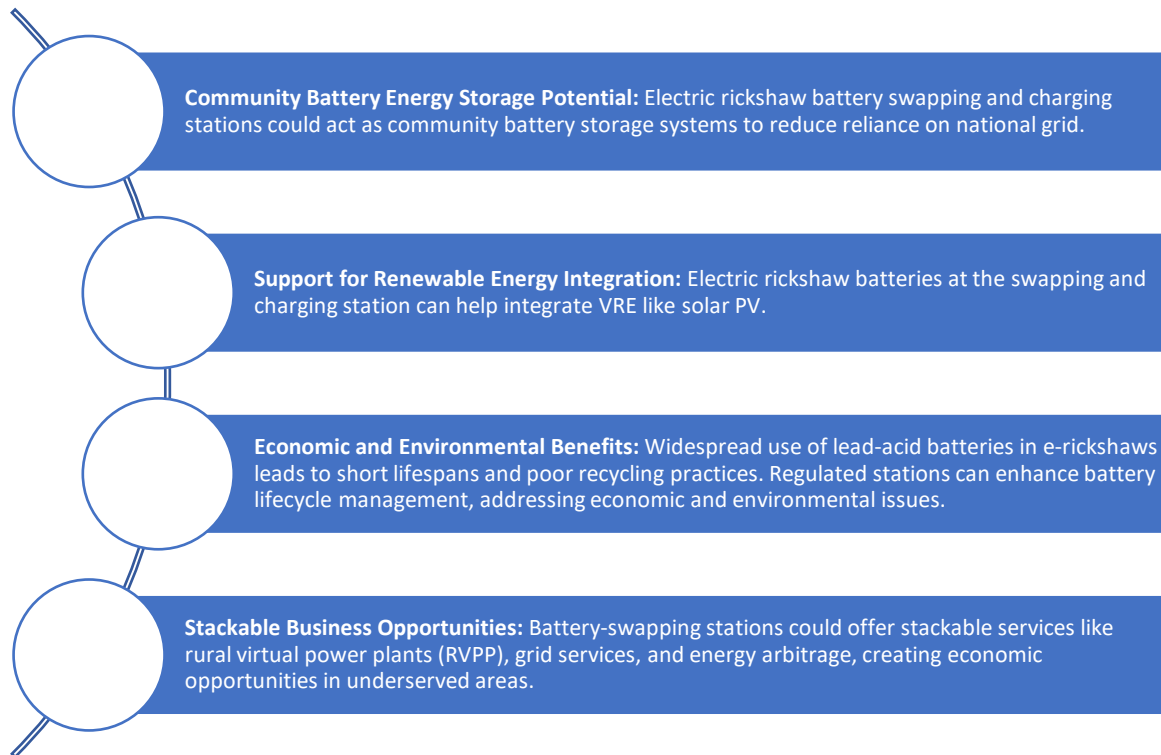 Community Battery Energy Storage Potential: Electric rickshaw battery swapping and charging
stations could act as community battery storage systems to reduce reliance on national grid.
Support for Renewable Energy Integration: Electric rickshaw batteries at the swapping and
charging station can help integrate VRE like solar PV.
Economic and Environmental Benefits: Widespread use of lead-acid batteries in e-rickshaws
leads to short lifespans and poor recycling practices. Regulated stations can enhance battery
lifecycle management, addressing economic and environmental issues.
Stackable Business Opportunities: Battery-swapping stations could offer stackable services like
rural virtual power plants (RVPP), grid services, and energy arbitrage, creating economic
opportunities in underserved areas.